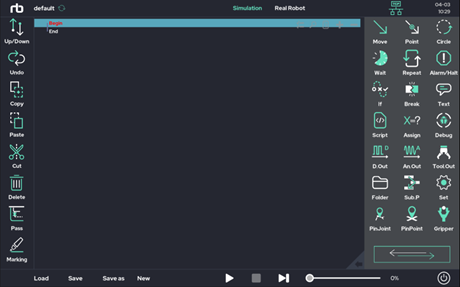 rb default Simulation Real Robot TCP 04-03
10:29
Begin
End
Up/Down
Undo
Copy
Paste
Cut
Delete
Pass
Marking
Move Point Circle
Wait Repeat Alarm/Halt
If Break Text
Script Assign Debug
X=?
D.Out An.Out Tool.Out
D
A
Folder Sub.P Set
PinJoint PinPoint Gripper
Load Save Save as New 0%